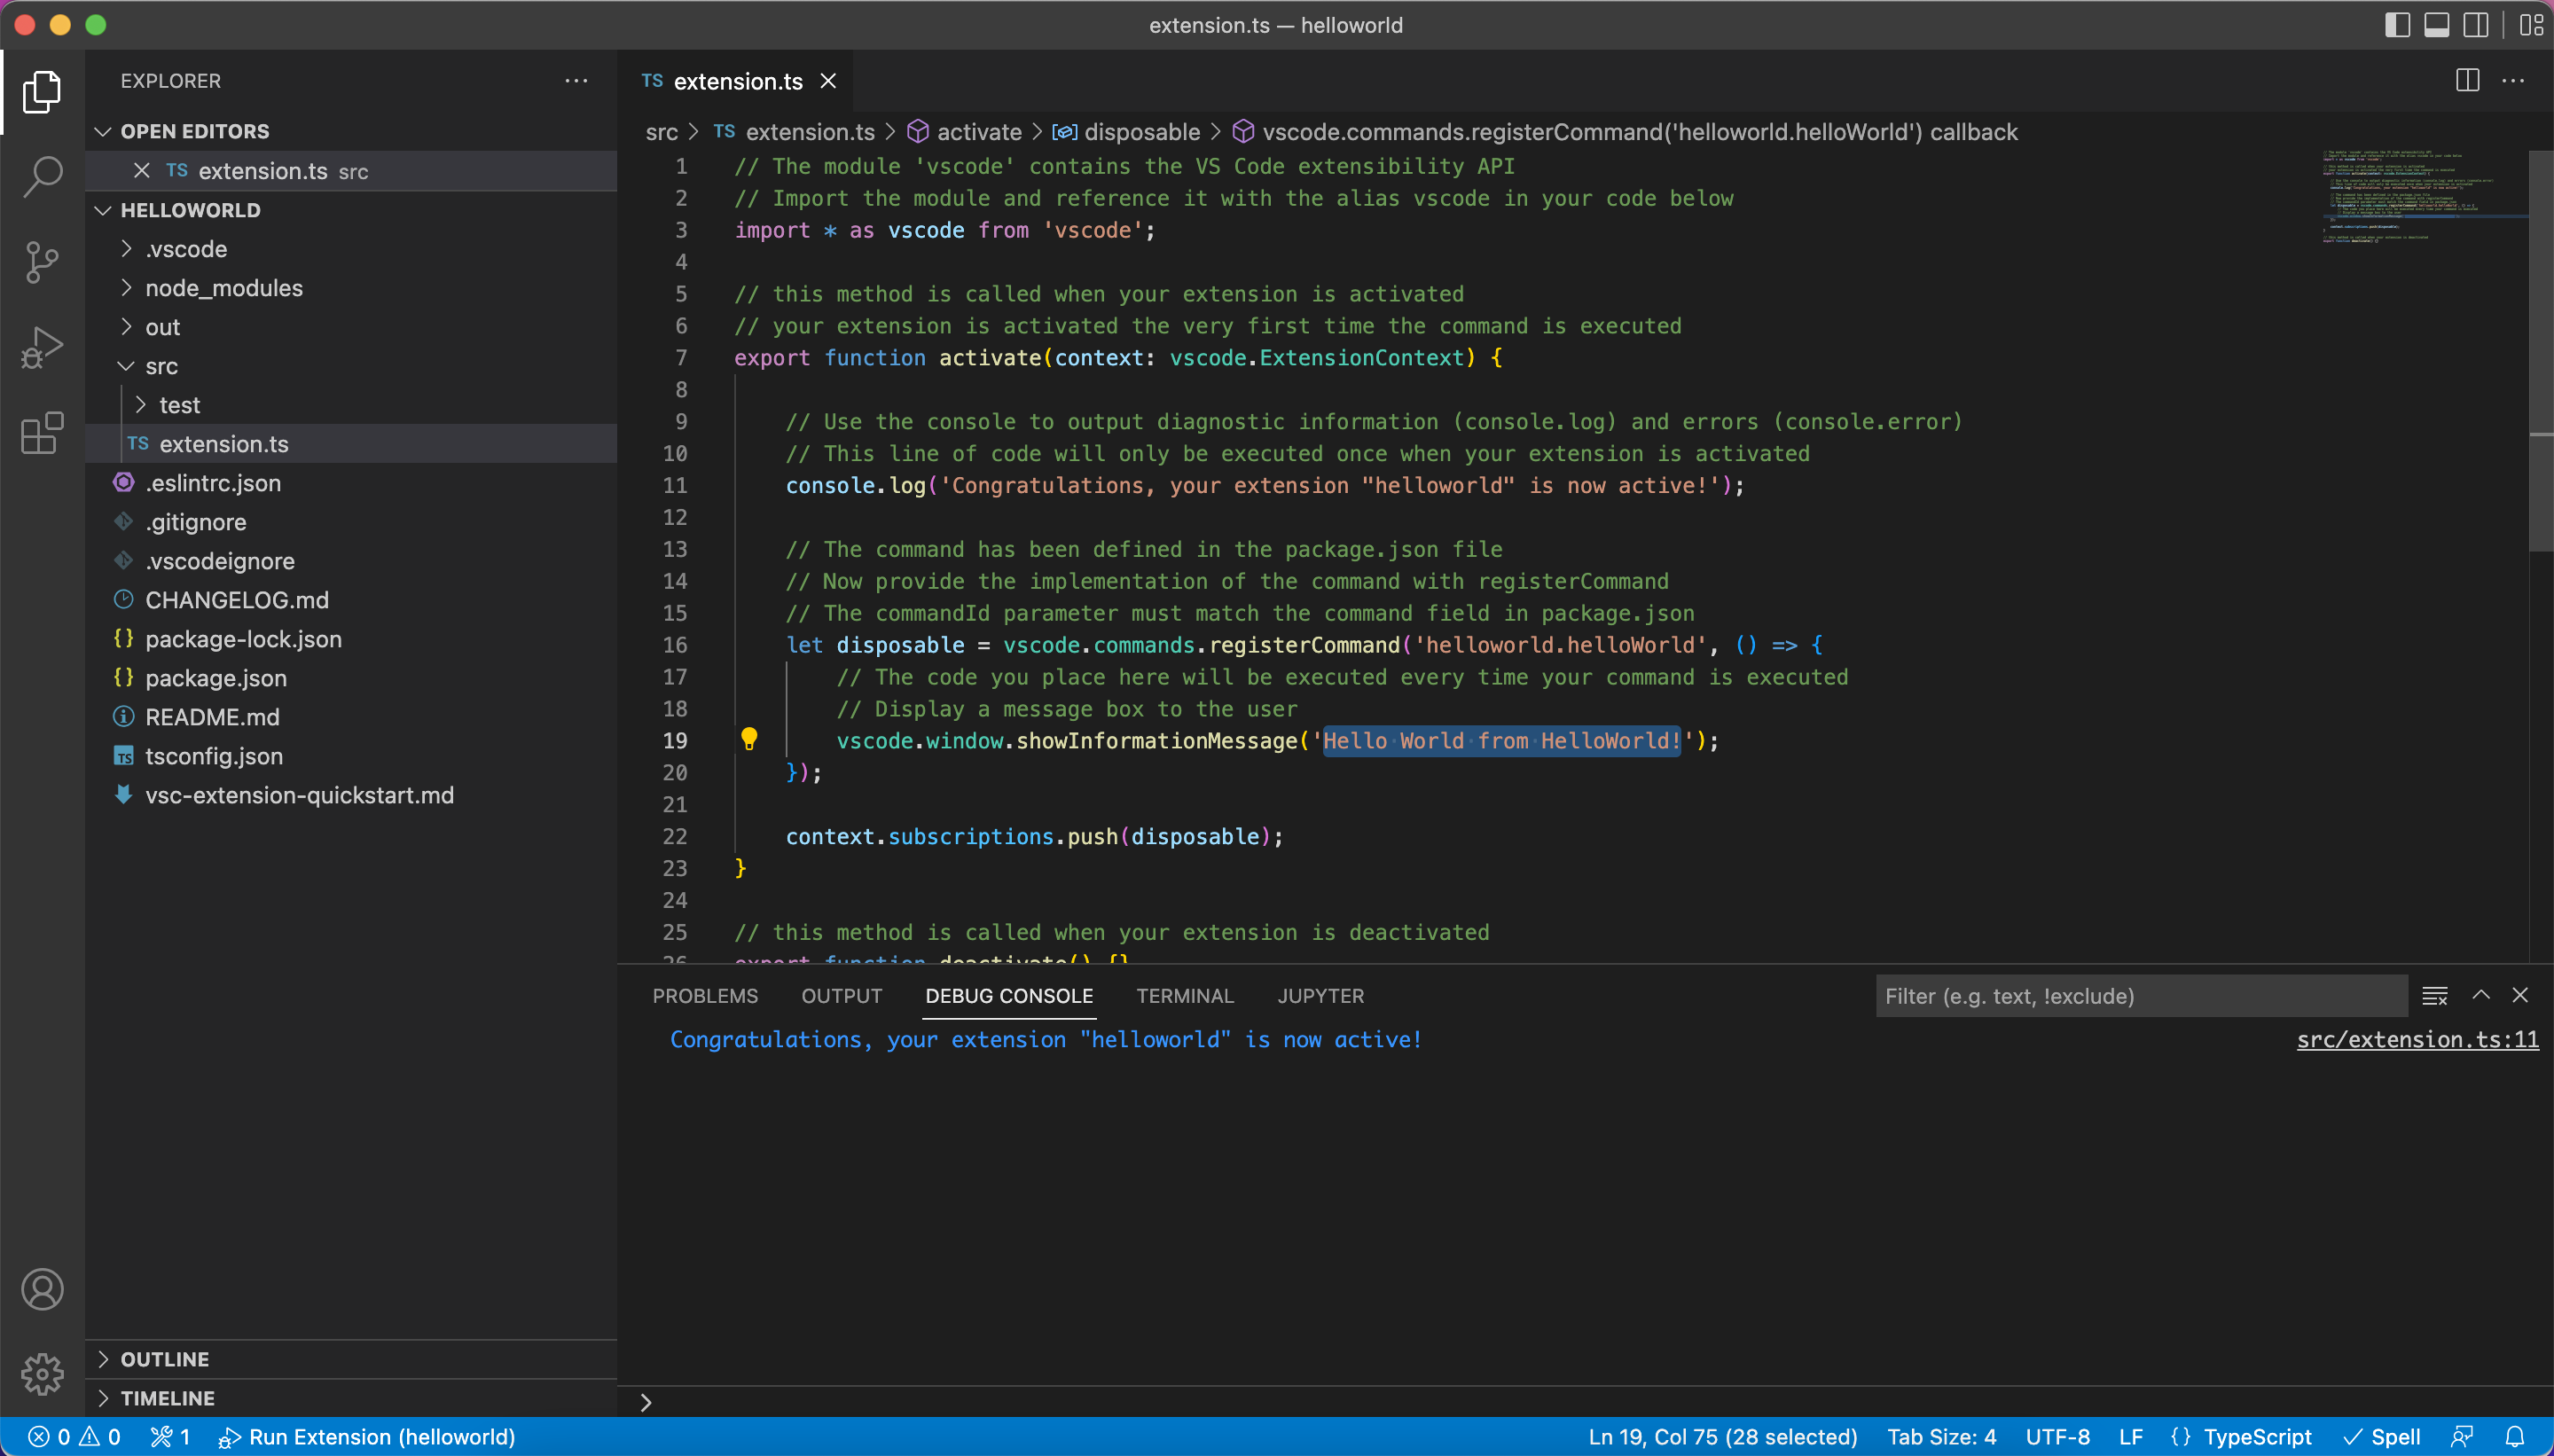 extension.ts — helloworld
EXPLORER
OPEN EDITORS
TS extension.ts src
HELLOWORLD
.vscode
node_modules
out
src
test
TS extension.ts
.eslintrc.json
.gitignore
.vscodeignore
CHANGELOG.md
{} package-lock.json
{} package.json
README.md
TS tsconfig.json
vsc-extension-quickstart.md
OUTLINE
TIMELINE
TS extension.ts
src > TS extension.ts > activate > disposable > vscode.commands.registerCommand('helloworld.helloWorld') callback
1 // The module 'vscode' contains the VS Code extensibility API
2 // Import the module and reference it with the alias vscode in your code below
3 import * as vscode from 'vscode';
4
5 // this method is called when your extension is activated
6 // your extension is activated the very first time the command is executed
7 export function activate(context: vscode.ExtensionContext) {
8
9 // Use the console to output diagnostic information (console.log) and errors (console.error)
10 // This line of code will only be executed once when your extension is activated
11 console.log('Congratulations, your extension "helloworld" is now active!');
12
13 // The command has been defined in the package.json file
14 // Now provide the implementation of the command with registerCommand
15 // The commandId parameter must match the command field in package.json
16 let disposable = vscode.commands.registerCommand('helloworld.helloWorld', () => {
17 // The code you place here will be executed every time your command is executed
18 // Display a message box to the user
19 vscode.window.showInformationMessage('Hello World from HelloWorld!');
20 });
21
22 context.subscriptions.push(disposable);
23 }
24
25 // this method is called when your extension is deactivated
26 export function deactivate() {}
PROBLEMS OUTPUT DEBUG CONSOLE TERMINAL JUPYTER Filter (e.g. text, !exclude)
Congratulations, your extension "helloworld" is now active! src/extension.ts:11
0 0 1 Run Extension (helloworld) Ln 19, Col 75 (28 selected) Tab Size: 4 UTF-8 LF {} TypeScript Spell